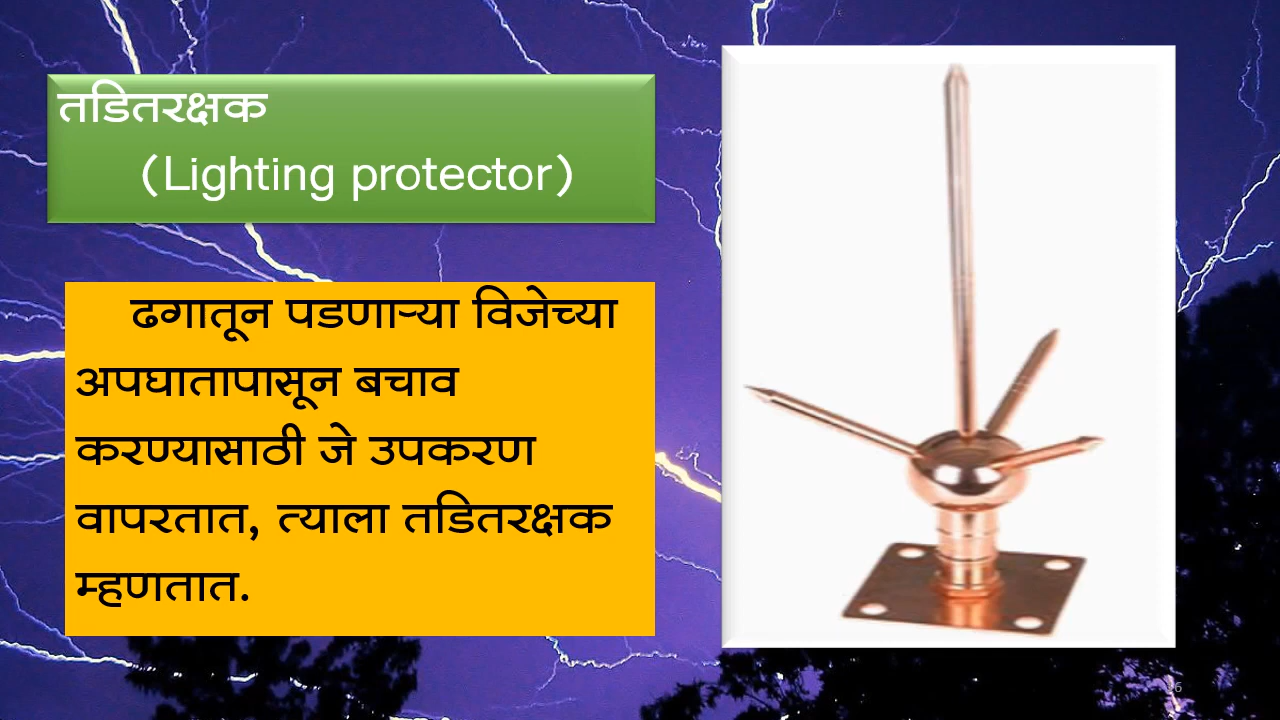 तडितरक्षक
(Lighting protector)
ढगातून पडणाऱ्या विजेच्या
अपघातापासून बचाव
करण्यासाठी जे उपकरण
वापरतात, त्याला तडितरक्षक
म्हणतात.